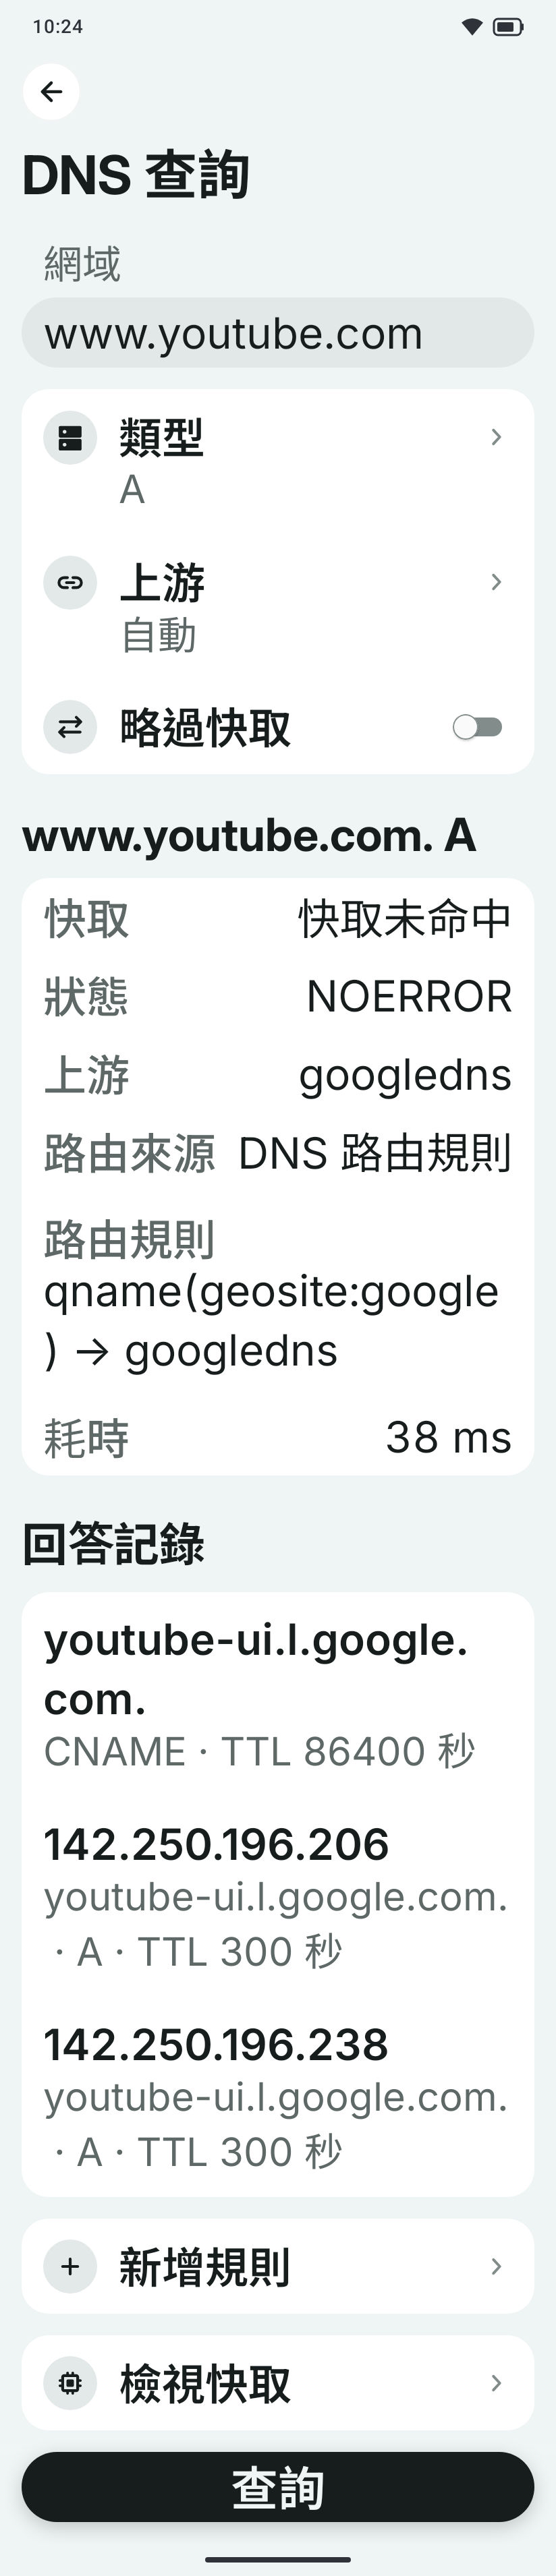 10:24
DNS 查詢
網域
www.youtube.com
類型
A
上游
自動
略過快取
www.youtube.com. A
快取 快取未命中
狀態 NOERROR
上游 googledns
路由來源 DNS 路由規則
路由規則
qname(geosite:google
) → googledns
耗時 38 ms
回答記錄
youtube-ui.l.google.
com.
CNAME · TTL 86400 秒
142.250.196.206
youtube-ui.l.google.com.
· A · TTL 300 秒
142.250.196.238
youtube-ui.l.google.com.
· A · TTL 300 秒
新增規則
檢視快取
查詢